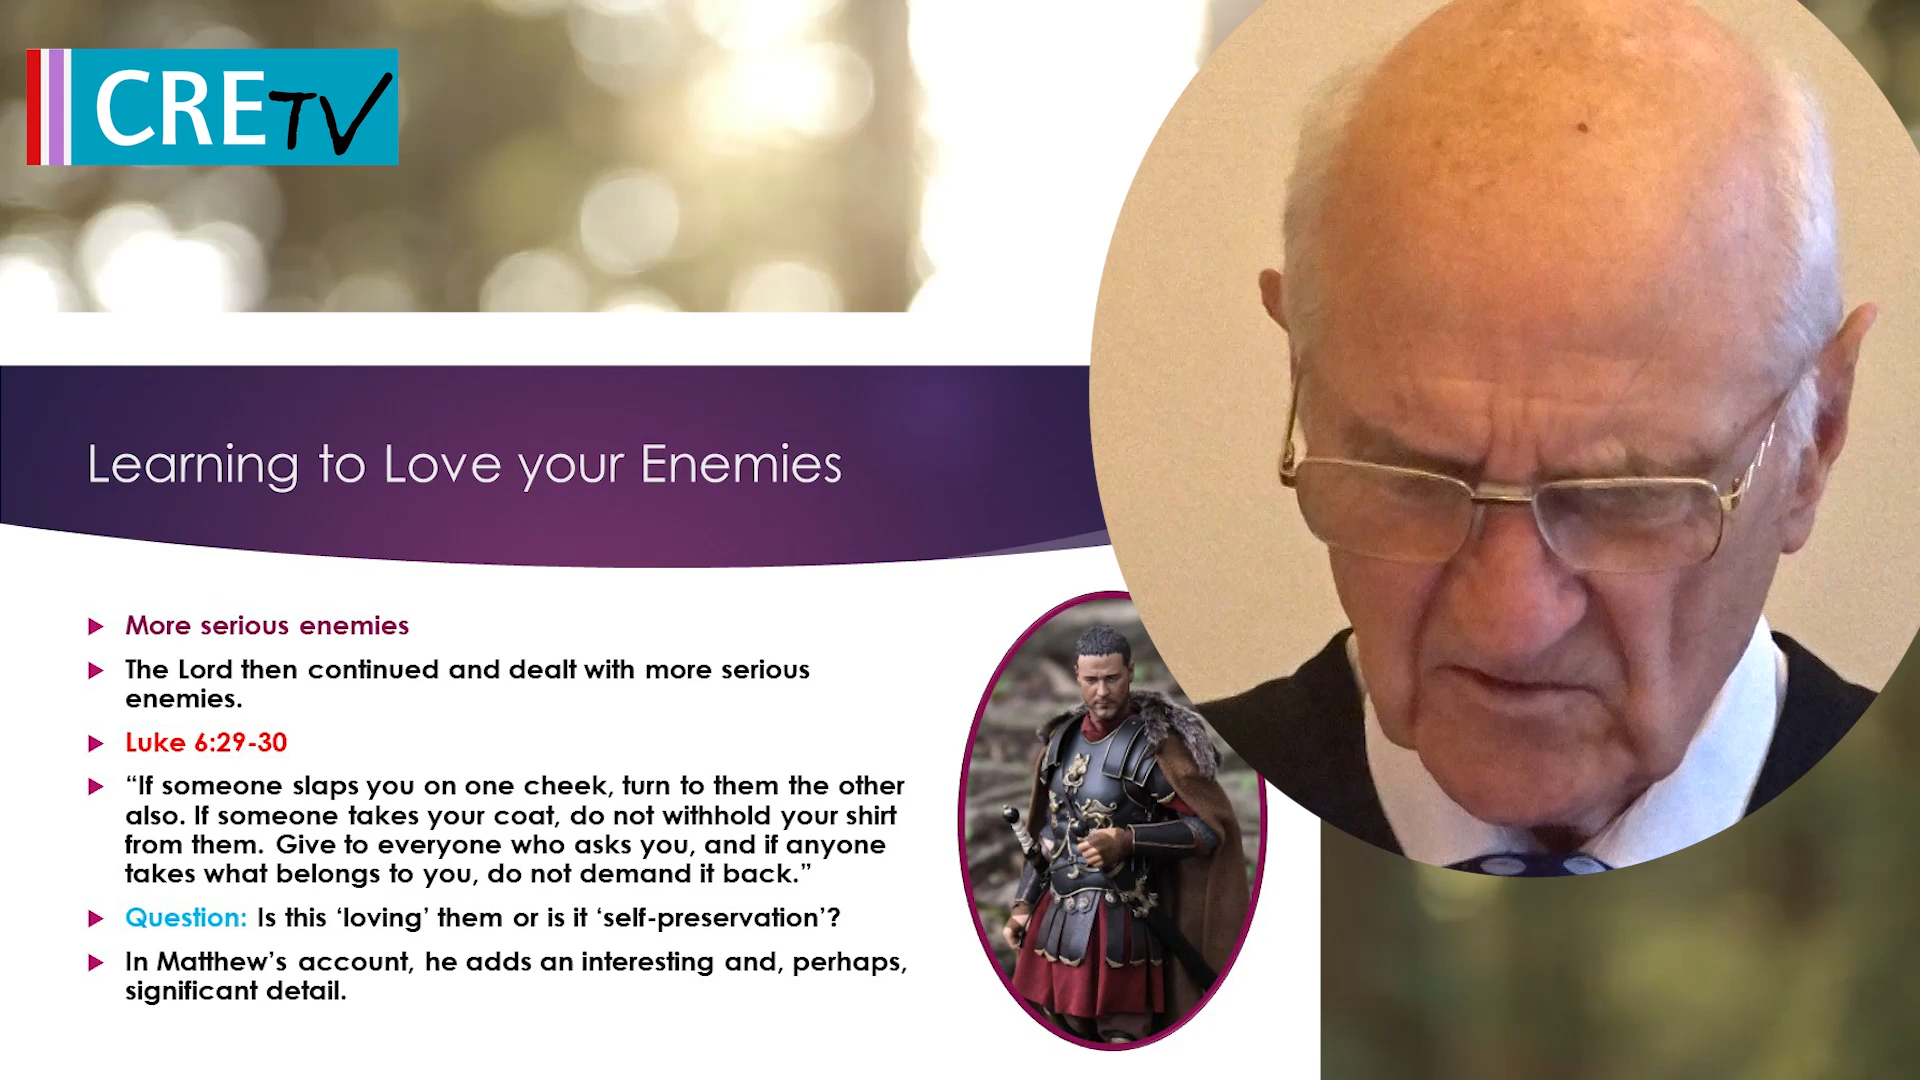 CRE TV
Learning to Love your Enemies
More serious enemies
The Lord then continued and dealt with more serious
enemies.
Luke 6:29-30
“If someone slaps you on one cheek, turn to them the other
also. If someone takes your coat, do not withhold your shirt
from them. Give to everyone who asks you, and if anyone
takes what belongs to you, do not demand it back.”
Question: Is this ‘loving’ them or is it ‘self-preservation’?
In Matthew’s account, he adds an interesting and, perhaps,
significant detail.